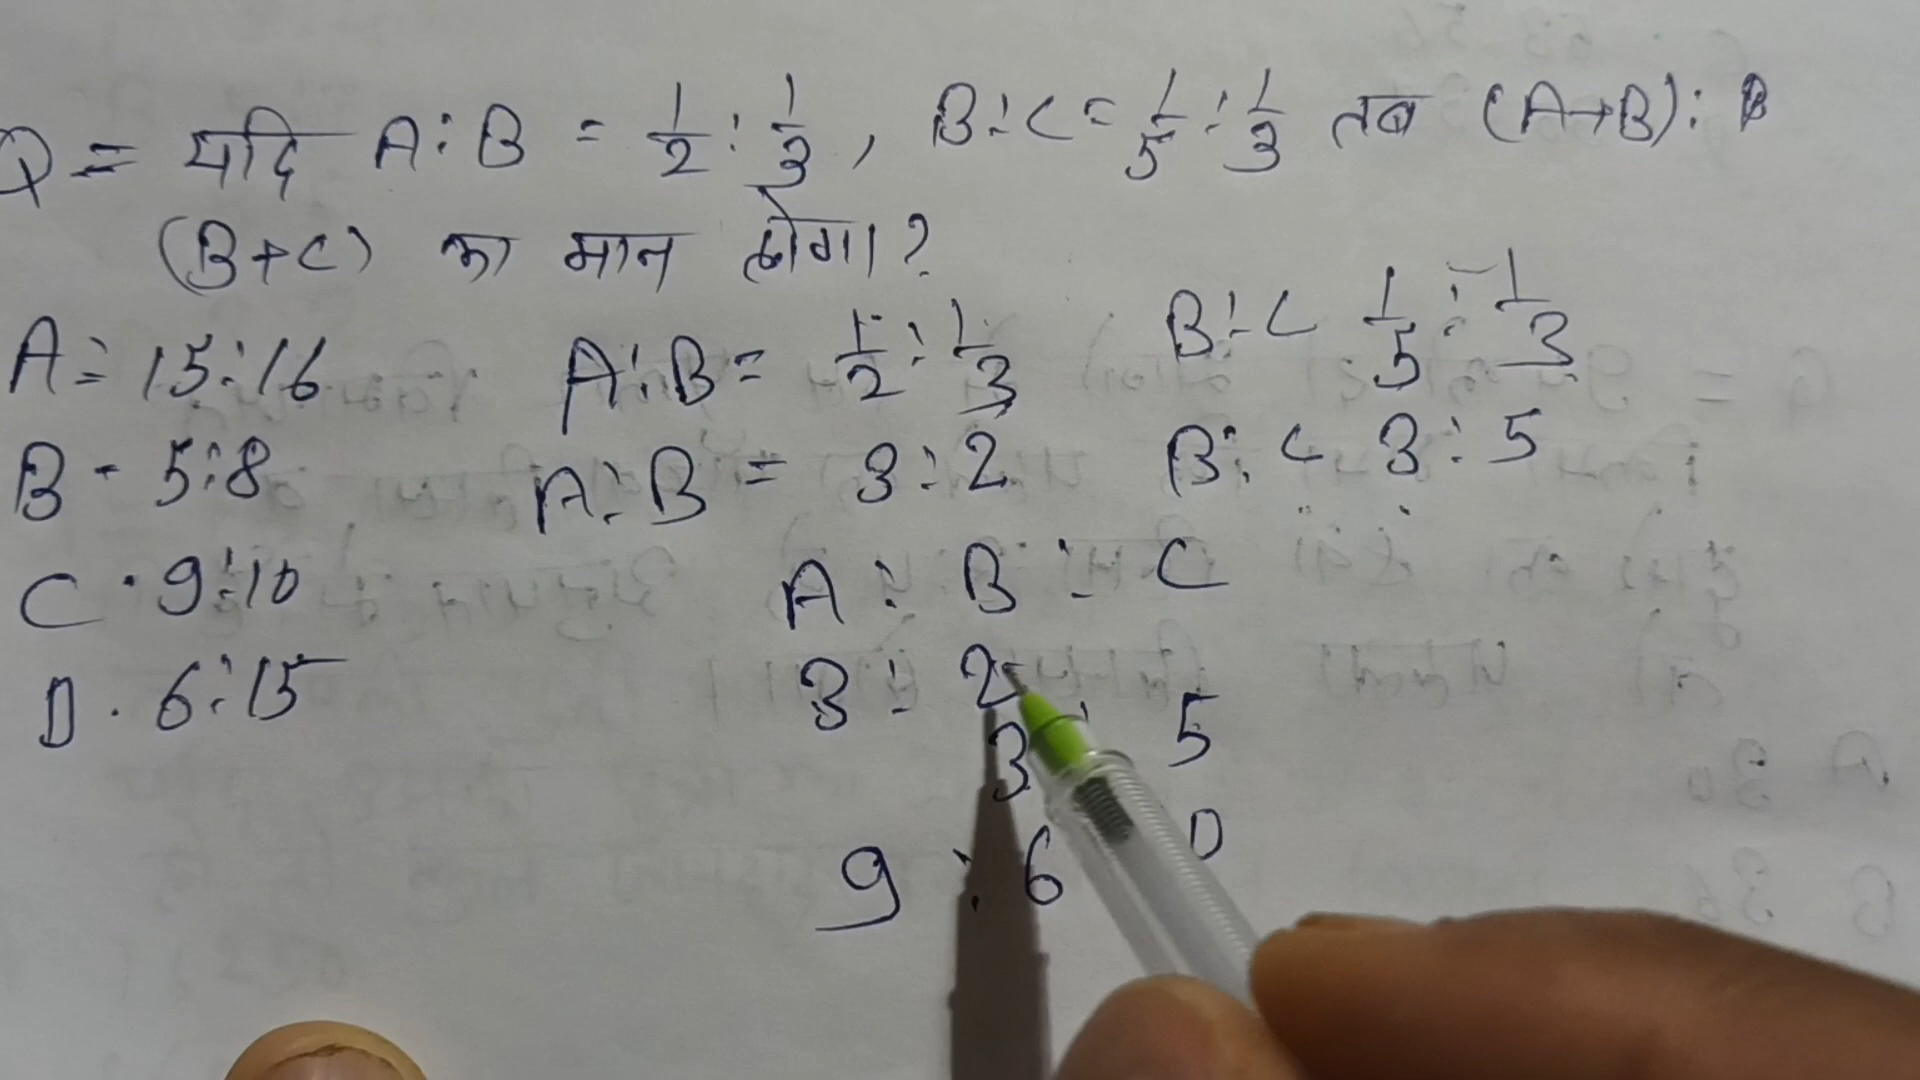 Q = यदि A:B = 1/2 : 1/3 , B:C = 1/5 : 1/3 तब (A+B) : B
(B+C) का मान होगा ?
A = 15:16
B - 5:8
C . 9:10
D . 6:15
A:B = 1/2 : 1/3
A:B = 3:2
B:C 1/5 : 1/3
B:C 3:5
A : B : C
3 : 2
3 : 5
9 : 6
0